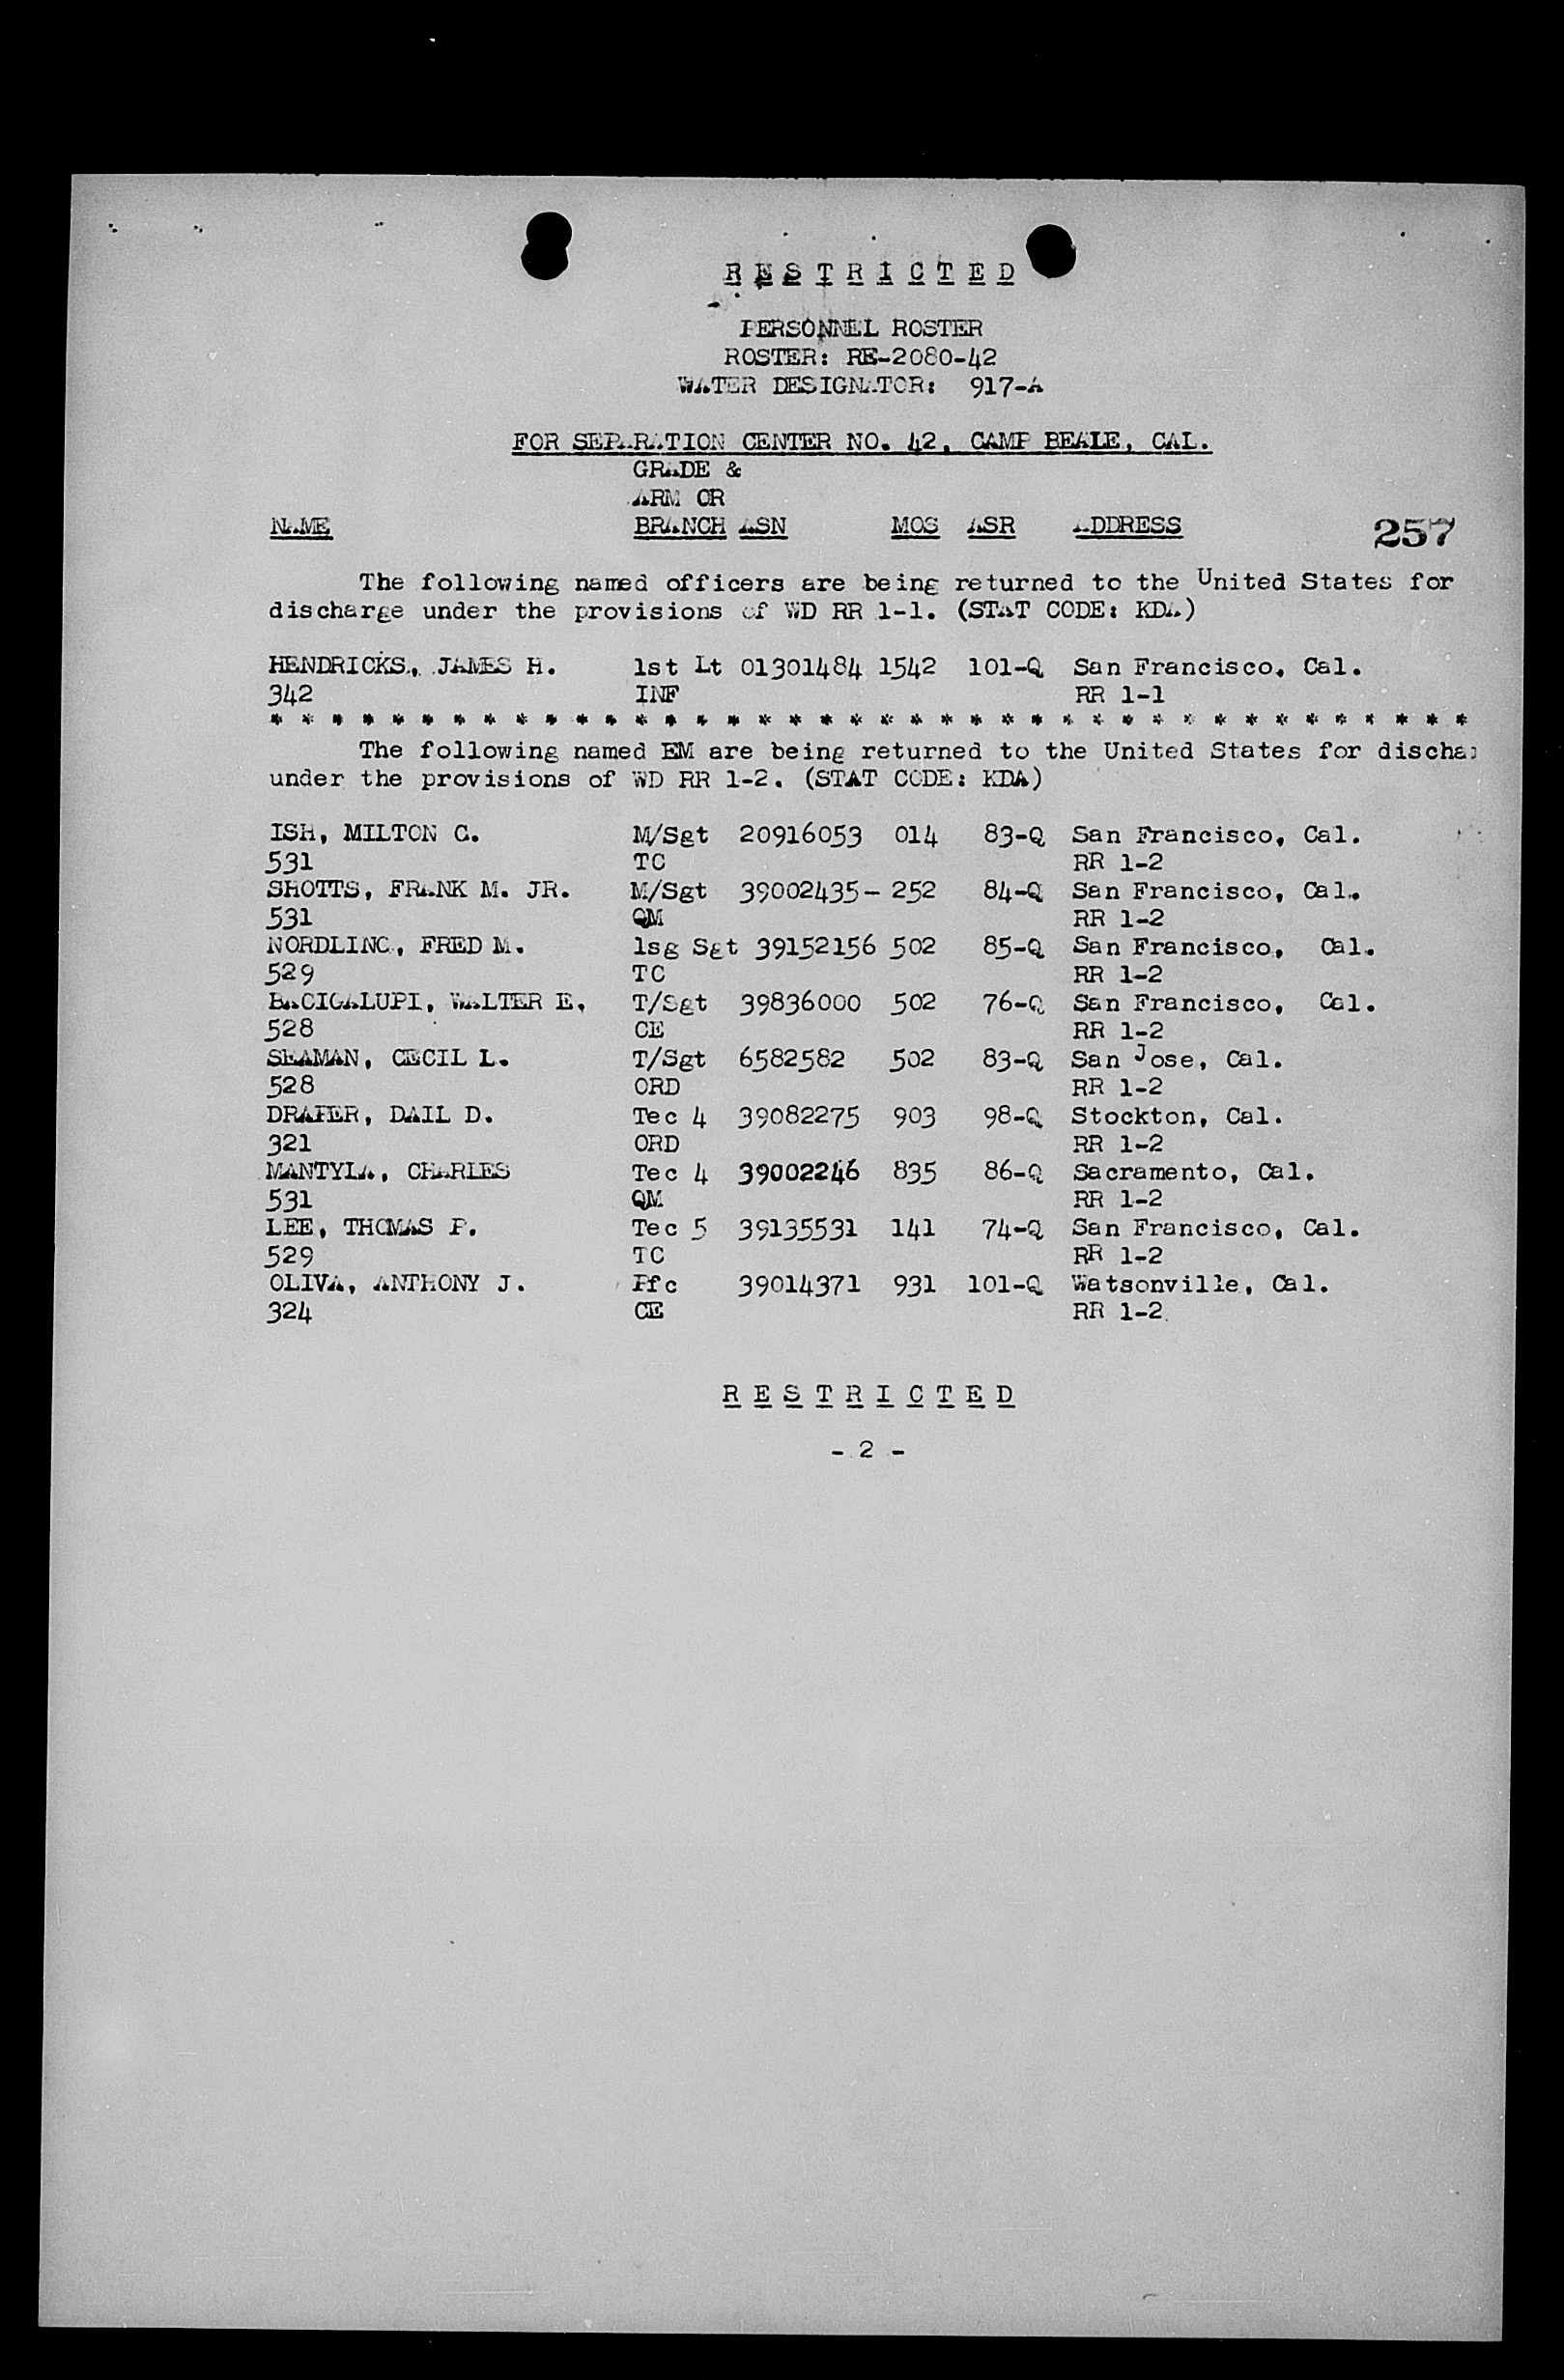 R E S T R I C T E D
PERSONNEL ROSTER
ROSTER: RE-2080-42
WATER DESIGNATOR: 917-A
FOR SEPARATION CENTER NO. 42, CAMP BEALE, CAL.
GRADE &
ARM OR
NAME BRANCH ASN MOS ASR ADDRESS 257
The following named officers are being returned to the United States for
discharge under the provisions of WD RR 1-1. (STAT CODE: KDA)
HENDRICKS, JAMES H. 1st Lt 01301484 1542 101-Q San Francisco, Cal.
342 INF RR 1-1
* * * * * * * * * * * * * * * * * * * * * * * * * * * * * * * * * * * * * * * *
The following named EM are being returned to the United States for dischar
under the provisions of WD RR 1-2. (STAT CODE: KDA)
ISH, MILTON C. M/Sgt 20916053 014 83-Q San Francisco, Cal.
531 TC RR 1-2
SHOTTS, FRANK M. JR. M/Sgt 39002435- 252 84-Q San Francisco, Cal.
531 QM RR 1-2
NORDLING, FRED M. 1sg Sgt 39152156 502 85-Q San Francisco, Cal.
529 TC RR 1-2
BACIGALUPI, WALTER E. T/Sgt 39836000 502 76-Q San Francisco, Cal.
528 CE RR 1-2
SEAMAN, CECIL L. T/Sgt 6582582 502 83-Q San Jose, Cal.
528 ORD RR 1-2
DRAPER, DAIL D. Tec 4 39082275 903 98-Q Stockton, Cal.
321 ORD RR 1-2
MANTYLA, CHARLES Tec 4 39002246 835 86-Q Sacramento, Cal.
531 QM RR 1-2
LEE, THOMAS P. Tec 5 39135531 141 74-Q San Francisco, Cal.
529 TC RR 1-2
OLIVA, ANTHONY J. Pfc 39014371 931 101-Q Watsonville, Cal.
324 CE RR 1-2
R E S T R I C T E D
- 2 -